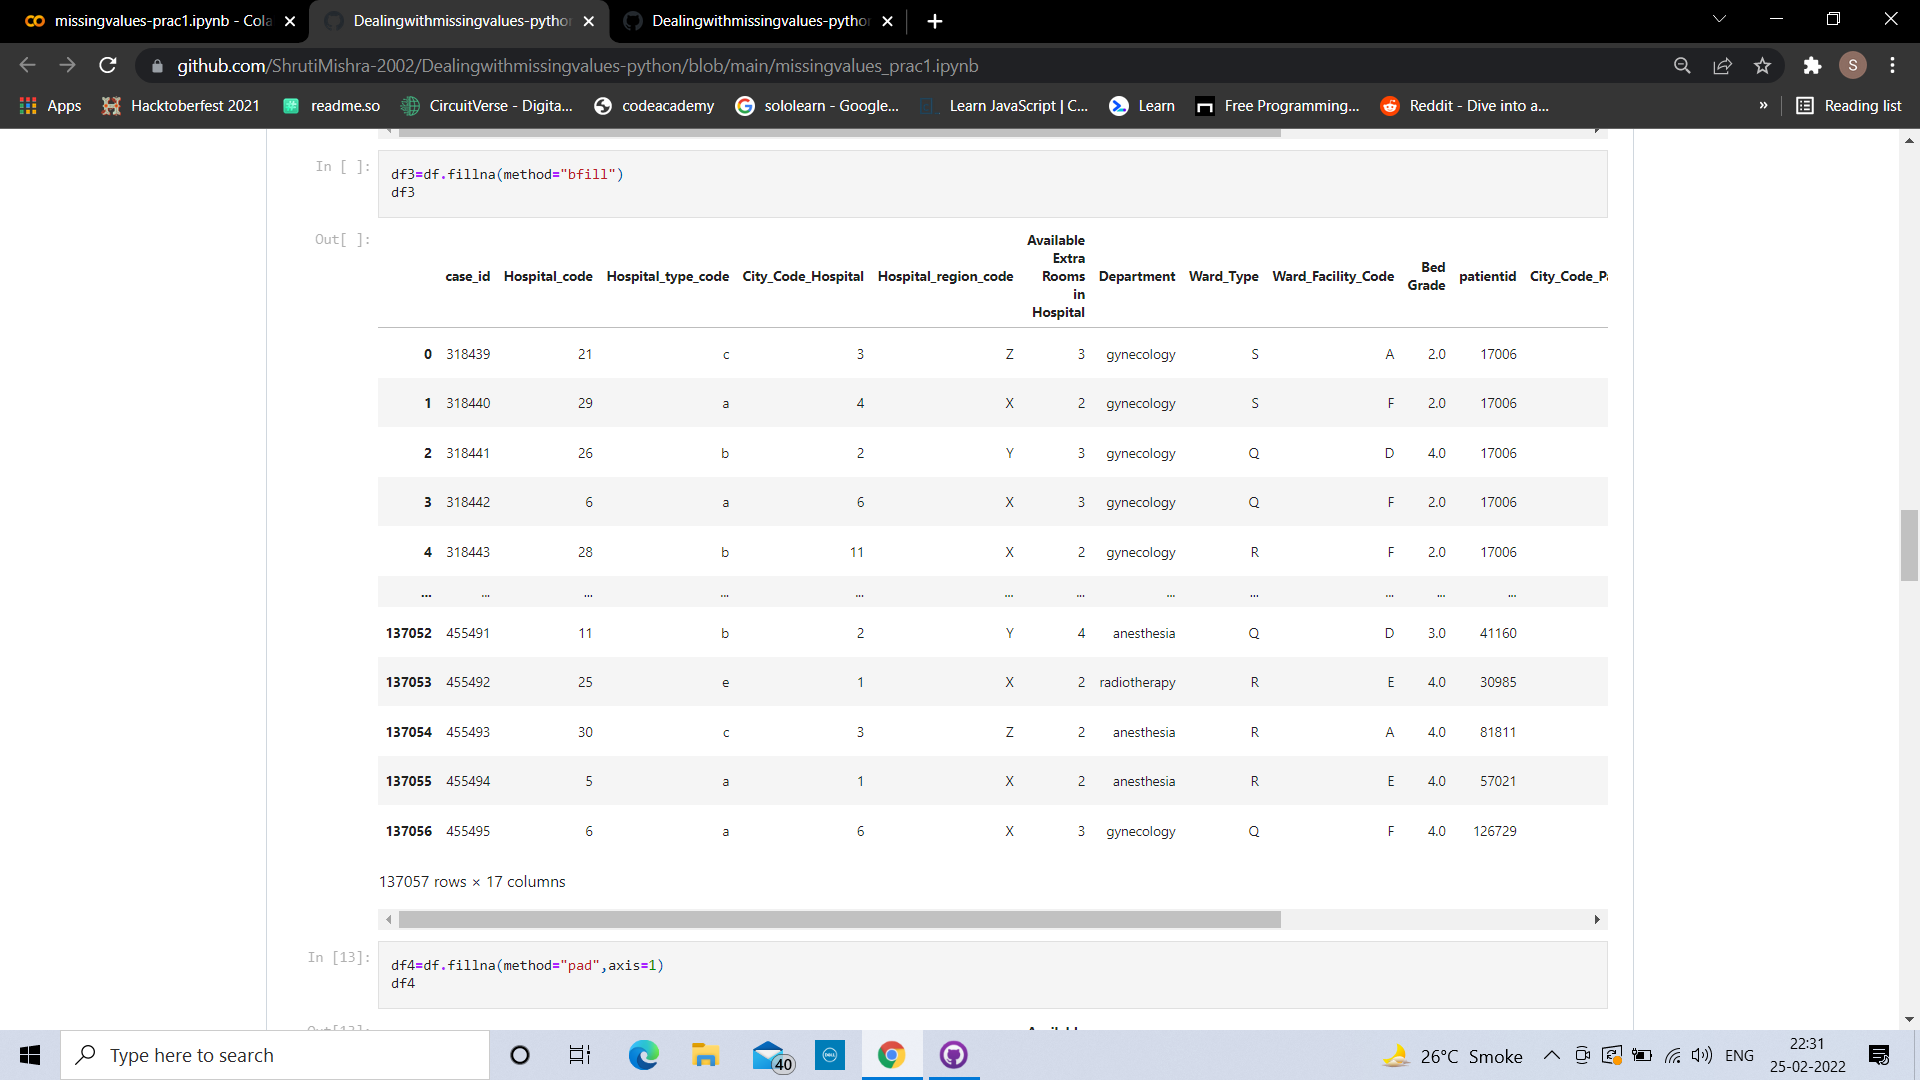 missingvalues-prac1.ipynb - Cola
Dealingwithmissingvalues-python
Dealingwithmissingvalues-python
github.com/ShrutiMishra-2002/Dealingwithmissingvalues-python/blob/main/missingvalues_prac1.ipynb
S
Apps
Hacktoberfest 2021
readme.so
CircuitVerse - Digita...
codeacademy
sololearn - Google...
Learn JavaScript | C...
Learn
Free Programming...
Reddit - Dive into a...
»
Reading list
In [ ]:
df3=df.fillna(method="bfill")
df3
Out[ ]:
case_id Hospital_code Hospital_type_code City_Code_Hospital Hospital_region_code Available Extra Rooms in Hospital Department Ward_Type Ward_Facility_Code Bed Grade patientid City_Code_Pa
0 318439 21 c 3 Z 3 gynecology S A 2.0 17006
1 318440 29 a 4 X 2 gynecology S F 2.0 17006
2 318441 26 b 2 Y 3 gynecology Q D 4.0 17006
3 318442 6 a 6 X 3 gynecology Q F 2.0 17006
4 318443 28 b 11 X 2 gynecology R F 2.0 17006
... ... ... ... ... ... ... ... ... ... ... ...
137052 455491 11 b 2 Y 4 anesthesia Q D 3.0 41160
137053 455492 25 e 1 X 2 radiotherapy R E 4.0 30985
137054 455493 30 c 3 Z 2 anesthesia R A 4.0 81811
137055 455494 5 a 1 X 2 anesthesia R E 4.0 57021
137056 455495 6 a 6 X 3 gynecology Q F 4.0 126729
137057 rows × 17 columns
In [13]:
df4=df.fillna(method="pad",axis=1)
df4
Out[13]:
Available
Type here to search
40
DELL
26°C Smoke
ENG
22:31
25-02-2022